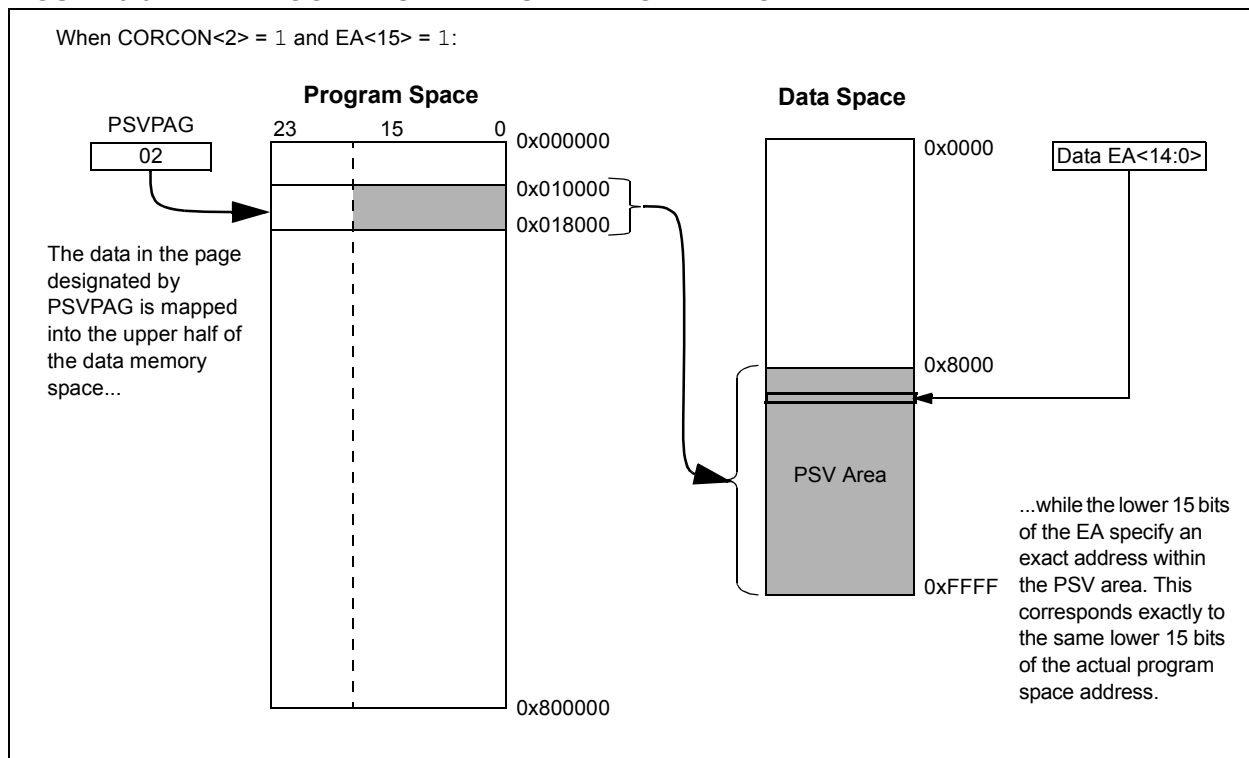 When CORCON<2> = 1 and EA<15> = 1:
Program Space
Data Space
PSVPAG
02
23
15
0
0x000000
0x010000
0x018000
0x800000
0x0000
Data EA<14:0>
0x8000
PSV Area
0xFFFF
The data in the page
designated by
PSVPAG is mapped
into the upper half of
the data memory
space...
...while the lower 15 bits
of the EA specify an
exact address within
the PSV area. This
corresponds exactly to
the same lower 15 bits
of the actual program
space address.